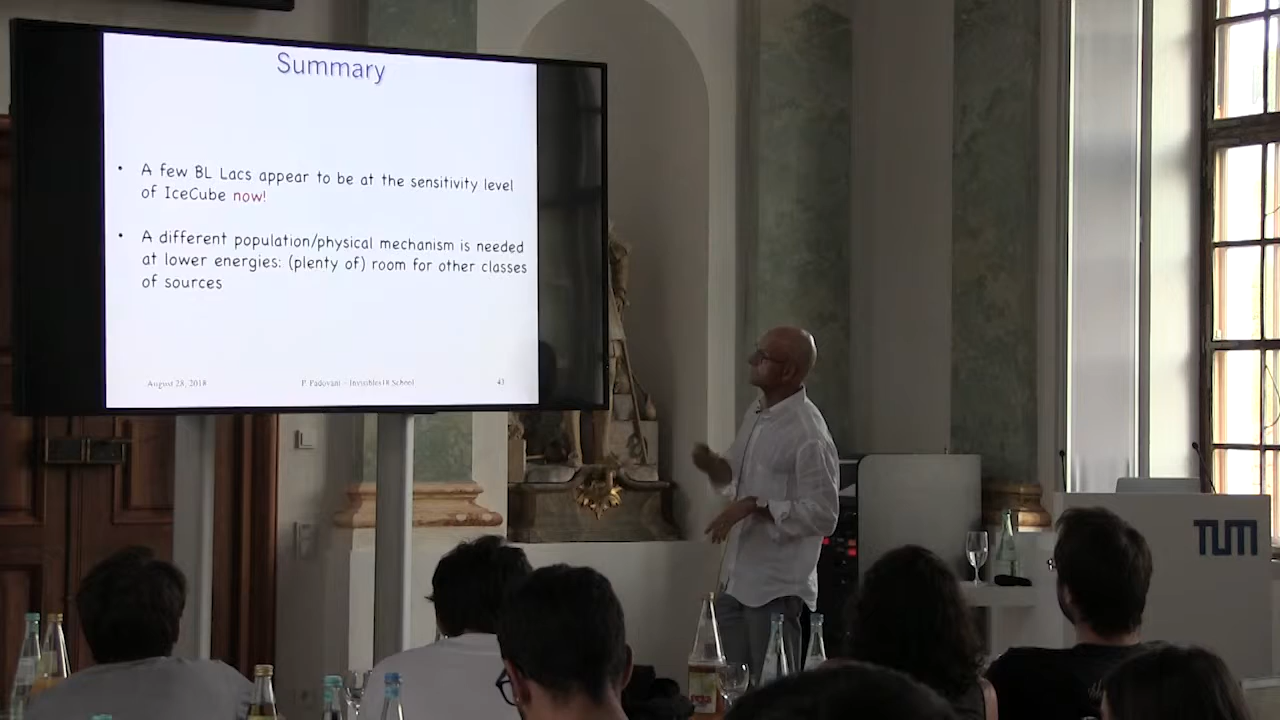 Summary
• A few BL Lacs appear to be at the sensitivity level
of IceCube now!
• A different population/physical mechanism is needed
at lower energies: (plenty of) room for other classes
of sources
August 28, 2018
P. Padovani – Invisibles18 School
41
TUM